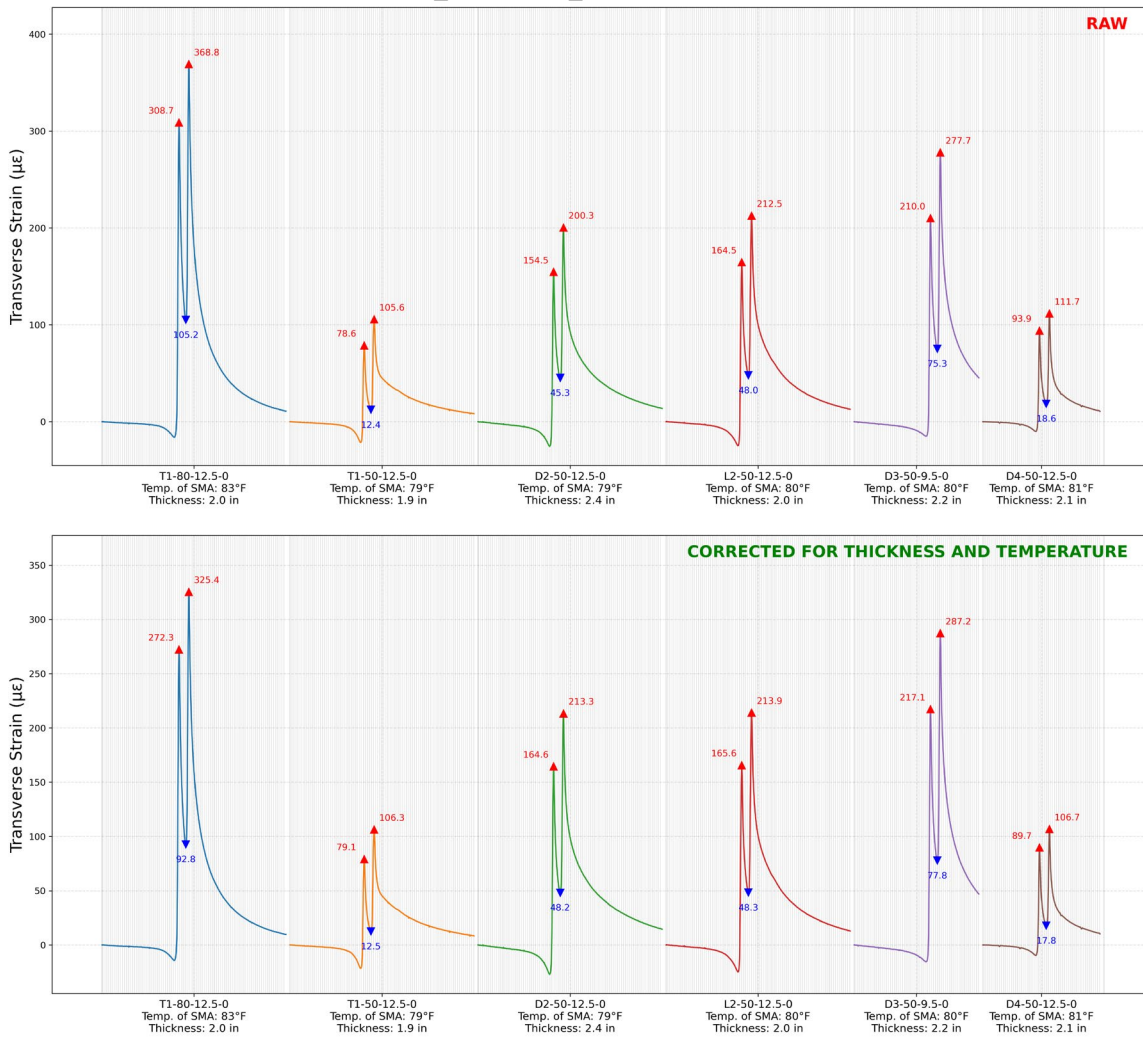 RAW
Transverse Strain (µε)
400
300
200
100
0
308.7
368.8
105.2
78.6
105.6
12.4
154.5
200.3
45.3
164.5
212.5
48.0
210.0
277.7
75.3
93.9
111.7
18.6
T1-80-12.5-0
Temp. of SMA: 83°F
Thickness: 2.0 in
T1-50-12.5-0
Temp. of SMA: 79°F
Thickness: 1.9 in
D2-50-12.5-0
Temp. of SMA: 79°F
Thickness: 2.4 in
L2-50-12.5-0
Temp. of SMA: 80°F
Thickness: 2.0 in
D3-50-9.5-0
Temp. of SMA: 80°F
Thickness: 2.2 in
D4-50-12.5-0
Temp. of SMA: 81°F
Thickness: 2.1 in
CORRECTED FOR THICKNESS AND TEMPERATURE
Transverse Strain (µε)
350
300
250
200
150
100
50
0
272.3
325.4
92.8
79.1
106.3
12.5
164.6
213.3
48.2
165.6
213.9
48.3
217.1
287.2
77.8
89.7
106.7
17.8
T1-80-12.5-0
Temp. of SMA: 83°F
Thickness: 2.0 in
T1-50-12.5-0
Temp. of SMA: 79°F
Thickness: 1.9 in
D2-50-12.5-0
Temp. of SMA: 79°F
Thickness: 2.4 in
L2-50-12.5-0
Temp. of SMA: 80°F
Thickness: 2.0 in
D3-50-9.5-0
Temp. of SMA: 80°F
Thickness: 2.2 in
D4-50-12.5-0
Temp. of SMA: 81°F
Thickness: 2.1 in